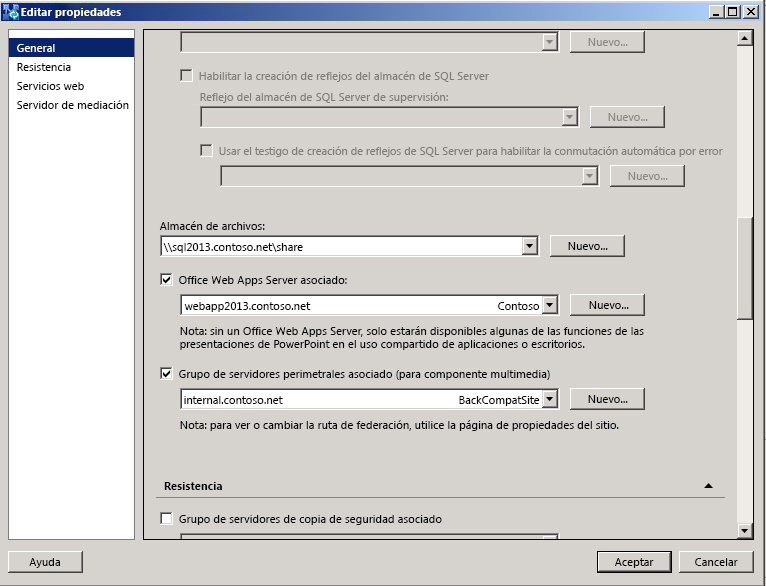 Editar propiedades
General
Resistencia
Servicios web
Servidor de mediación
Nuevo...
Habilitar la creación de reflejos del almacén de SQL Server
Reflejo del almacén de SQL Server de supervisión:
Nuevo...
Usar el testigo de creación de reflejos de SQL Server para habilitar la conmutación automática por error
Nuevo...
Almacén de archivos:
\\sql2013.contoso.net\share
Nuevo...
Office Web Apps Server asociado:
webapp2013.contoso.net Contoso
Nuevo...
Nota: sin un Office Web Apps Server, solo estarán disponibles algunas de las funciones de las
presentaciones de PowerPoint en el uso compartido de aplicaciones o escritorios.
Grupo de servidores perimetrales asociado (para componente multimedia)
internal.contoso.net BackCompatSite
Nuevo...
Nota: para ver o cambiar la ruta de federación, utilice la página de propiedades del sitio.
Resistencia
Grupo de servidores de copia de seguridad asociado
Ayuda
Aceptar
Cancelar